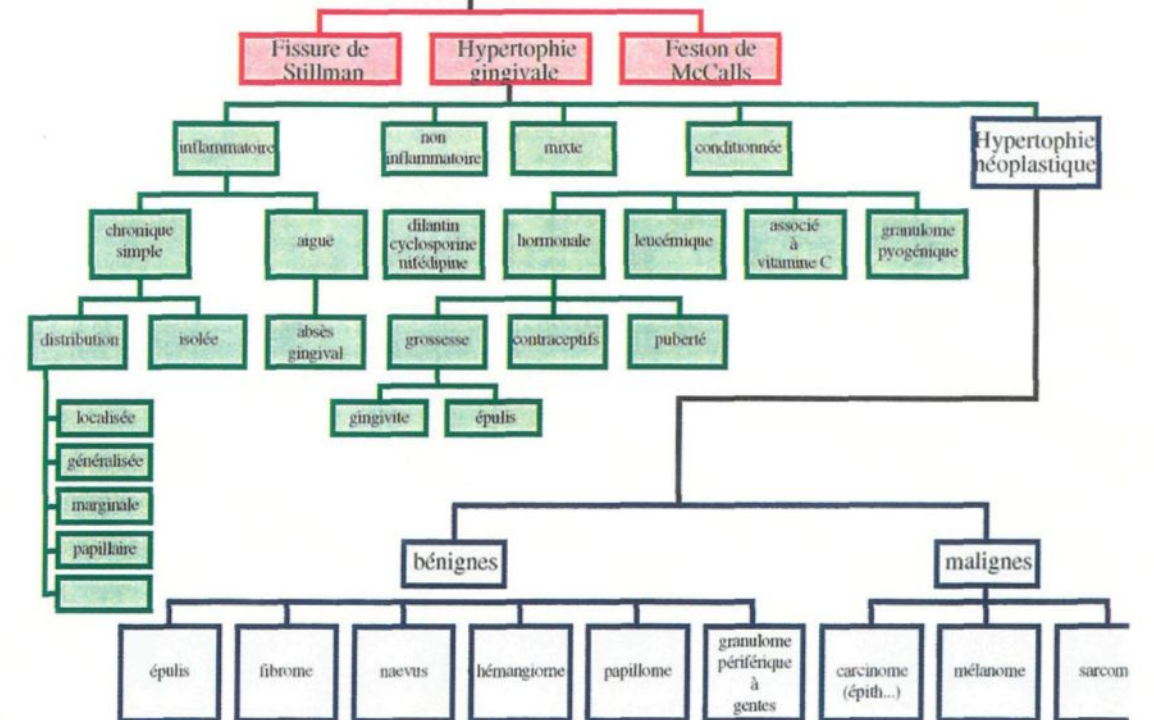 Fissure de
Stillman
Hypertophie
gingivale
Feston de
McCalls
inflammatoire
non
inflammatoire
mixte
conditionnée
Hypertophie
néoplastique
chronique
simple
aiguë
dilantin
cyclosporine
nifédipine
hormonale
leucémique
associé
à
vitamine C
granulome
pyogénique
distribution
isolée
absès
gingival
grossesse
contraceptifs
puberté
gingivite
épulis
localisée
généralisée
marginale
papillaire
bénignes
malignes
épulis
fibrome
naevus
hémangiome
papillome
granulome
périférique
à
gentes
carcinome
(épith...)
mélanome
sarcom